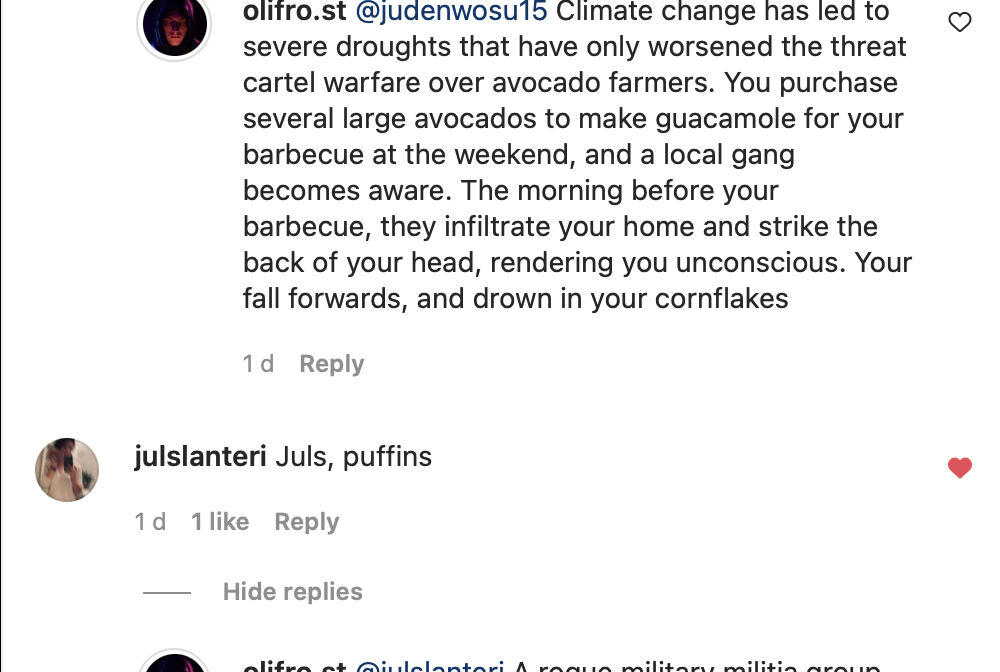 olifro.st @judenwosu15 Climate change has led to
severe droughts that have only worsened the threat
cartel warfare over avocado farmers. You purchase
several large avocados to make guacamole for your
barbecue at the weekend, and a local gang
becomes aware. The morning before your
barbecue, they infiltrate your home and strike the
back of your head, rendering you unconscious. Your
fall forwards, and drown in your cornflakes
1 d Reply
julslanteri Juls, puffins
1 d 1 like Reply
Hide replies
olifro.st @julslanteri A rogue military militia group